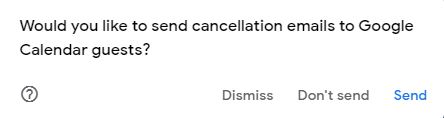 Would you like to send cancellation emails to Google
Calendar guests?
Dismiss Don't send Send